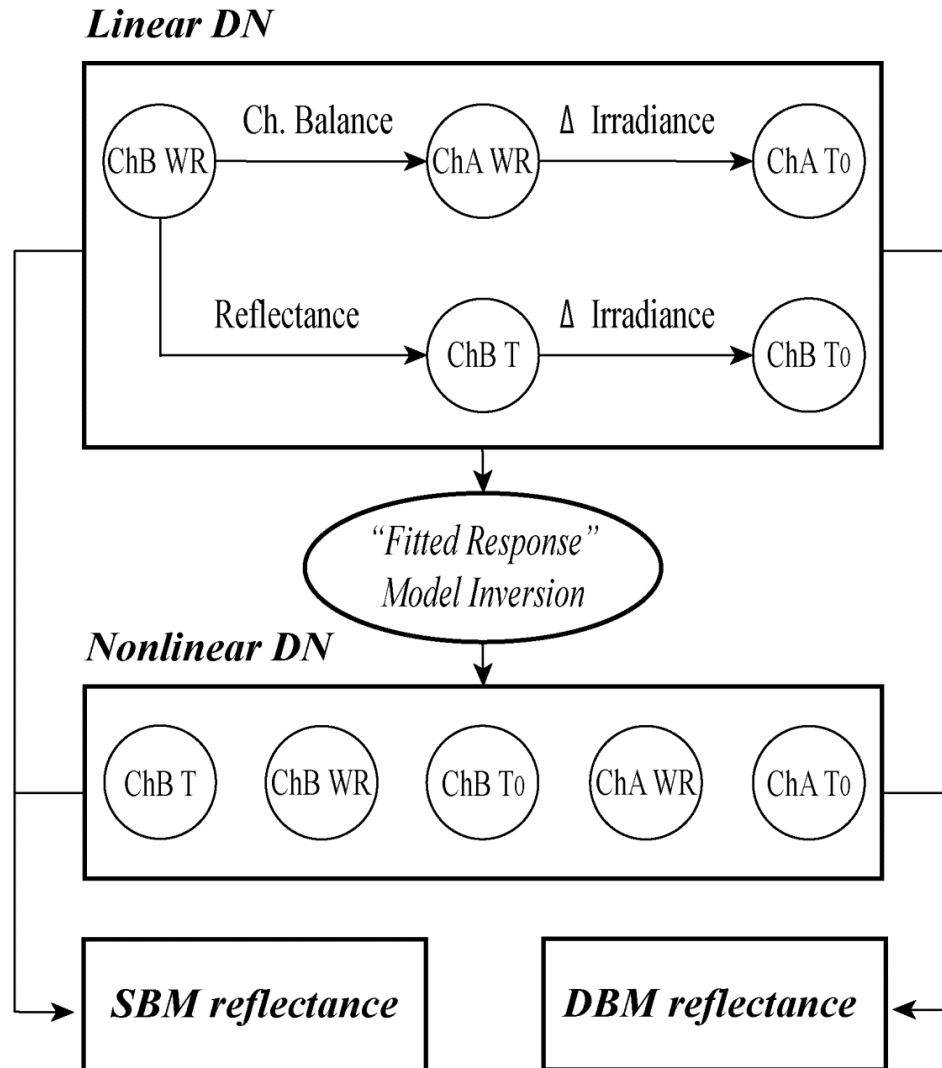 Linear DN
Ch. Balance
Δ Irradiance
ChB WR
ChA WR
ChA T0
Reflectance
Δ Irradiance
ChB T
ChB T0
“Fitted Response”
Model Inversion
Nonlinear DN
ChB T
ChB WR
ChB T0
ChA WR
ChA T0
SBM reflectance
DBM reflectance